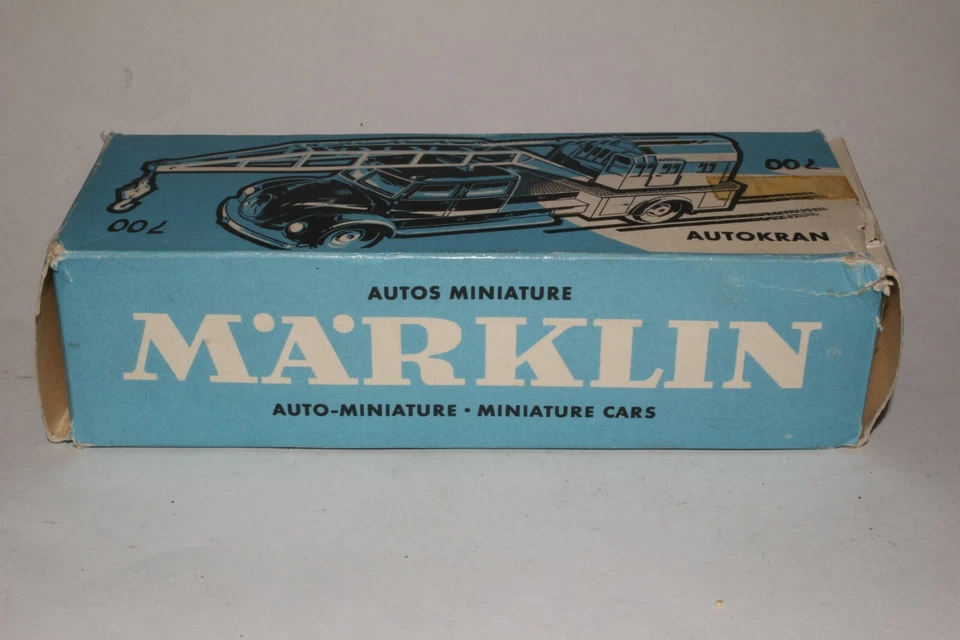 700
700
AUTOKRAN
AUTOS MINIATURE
MÄRKLIN
AUTO-MINIATURE • MINIATURE CARS